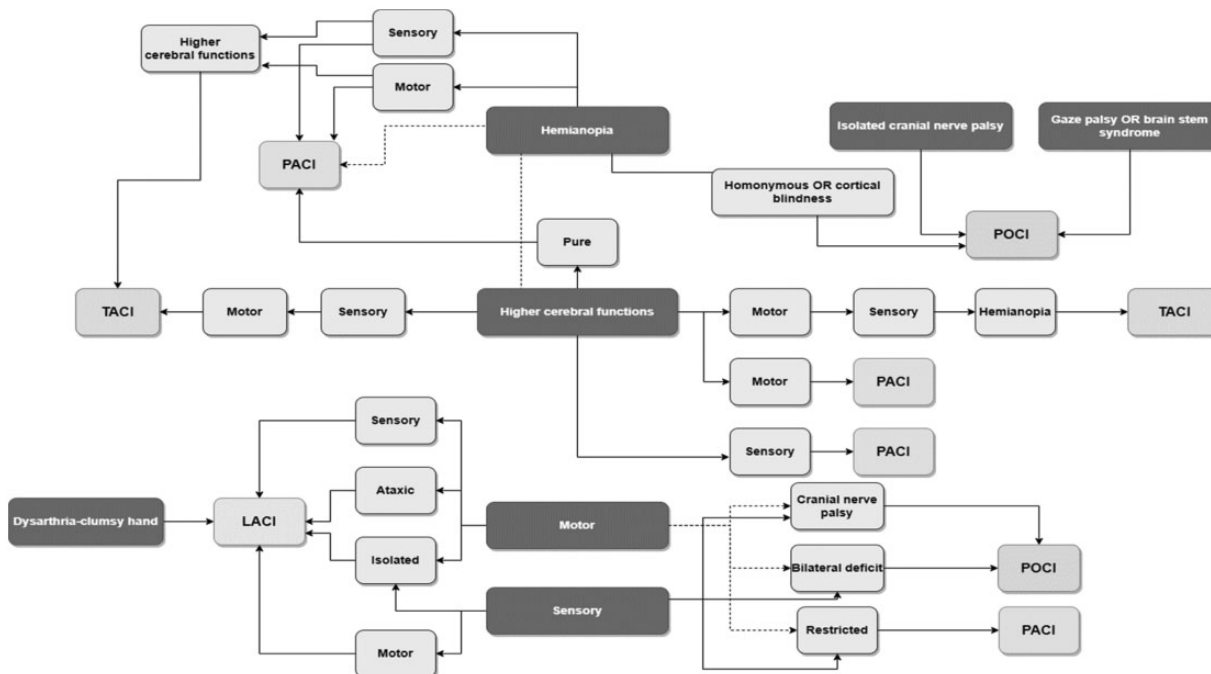 Sensory
Higher
cerebral functions
Motor
Hemianopia
Isolated cranial nerve palsy
Gaze palsy OR brain stem
syndrome
PACI
Homonymous OR cortical
blindness
Pure
POCI
TACI
Motor
Sensory
Higher cerebral functions
Motor
Sensory
Hemianopia
TACI
Motor
PACI
Sensory
Sensory
PACI
Ataxic
Cranial nerve
palsy
Dysarthria-clumsy hand
LACI
Motor
Isolated
Bilateral deficit
POCI
Sensory
Restricted
PACI
Motor